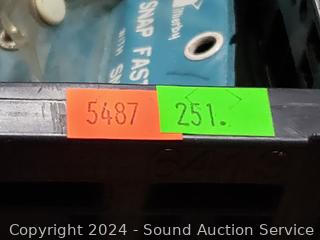 SNAP FAS
5487 251.
Copyright 2024 - Sound Auction Service